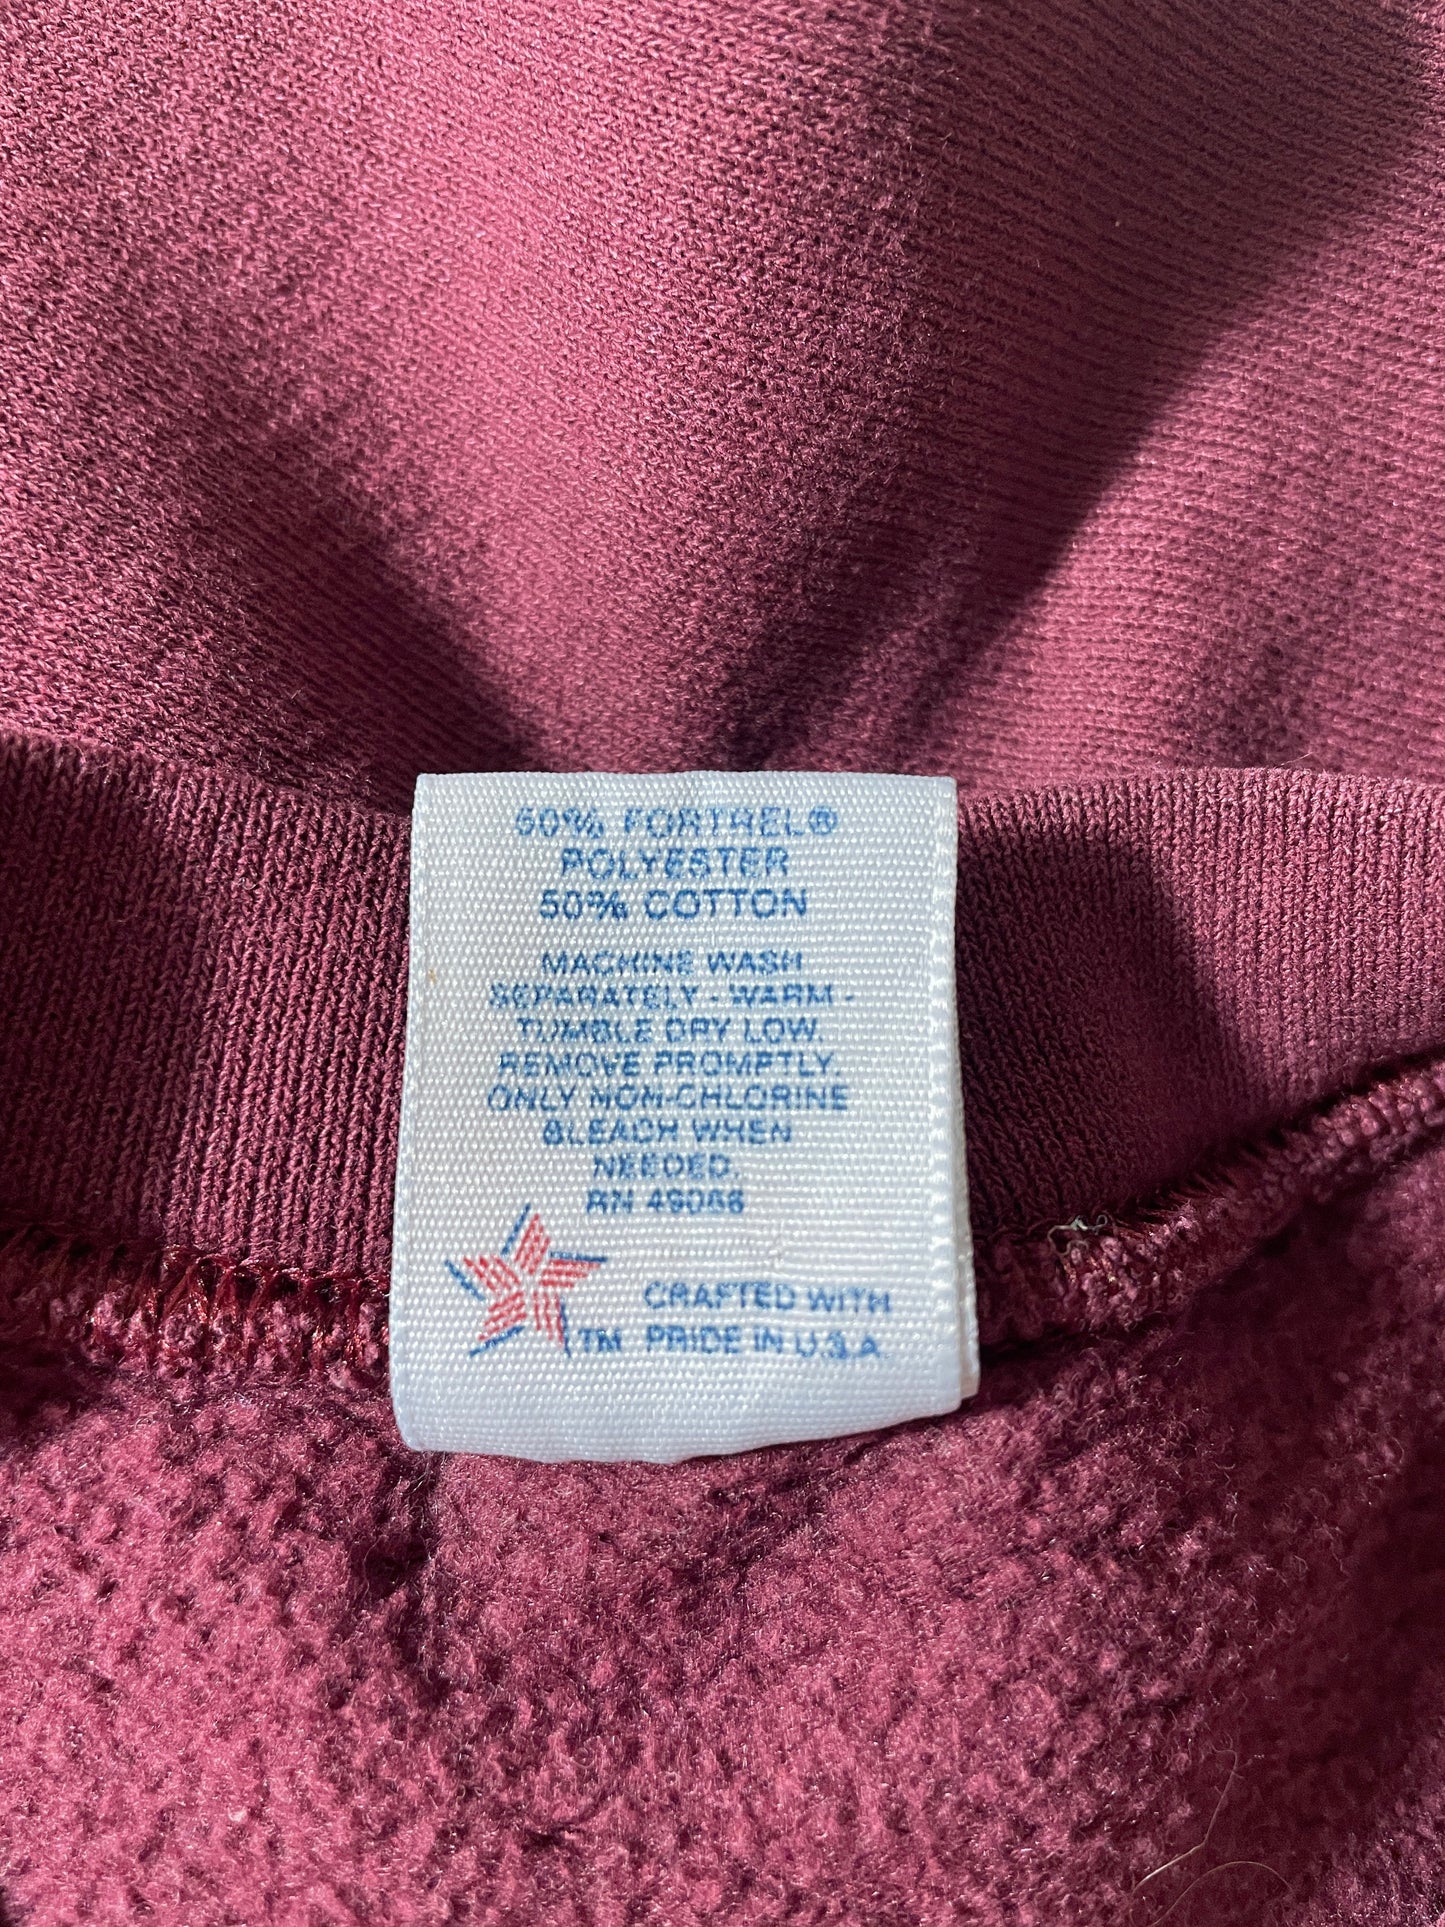 50% FORTREL®
POLYESTER
50% COTTON
MACHINE WASH
SEPARATELY - WARM -
TUMBLE DRY LOW
REMOVE PROMPTLY
ONLY NON-CHLORINE
BLEACH WHEN
NEEDED.
RN 49066
CRAFTED WITH
TM PRIDE IN U.S.A.